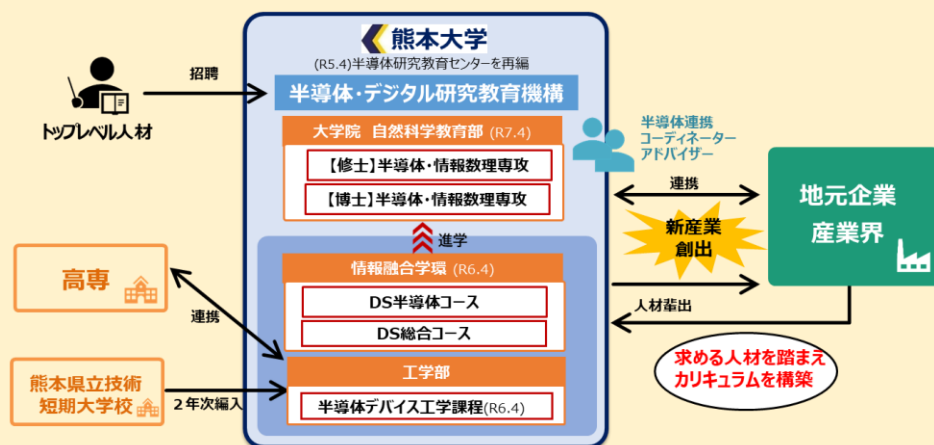 熊本大学
(R5.4)半導体研究教育センターを再編
半導体・デジタル研究教育機構
招聘
トップレベル人材
大学院 自然科学教育部 (R7.4)
【修士】半導体・情報数理専攻
【博士】半導体・情報数理専攻
進学
情報融合学環 (R6.4)
DS半導体コース
DS総合コース
工学部
半導体デバイス工学課程(R6.4)
高専
連携
熊本県立技術
短期大学校
2年次編入
半導体連携
コーディネーター
アドバイザー
連携
新産業
創出
人材輩出
地元企業
産業界
求める人材を踏まえ
カリキュラムを構築